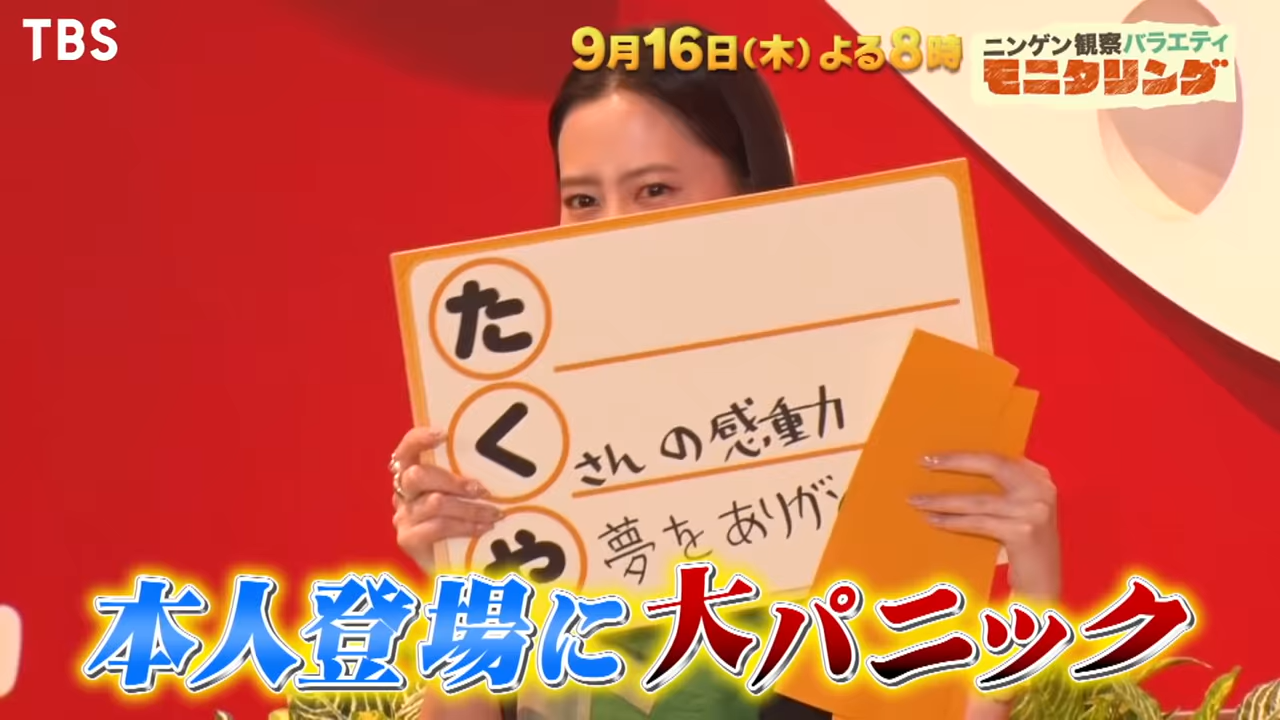 TBS
9月16日(木)よる8時
ニンゲン観察バラエティ
モニタリング
た
く さんの感動
や 夢をありが
本人登場に大パニック